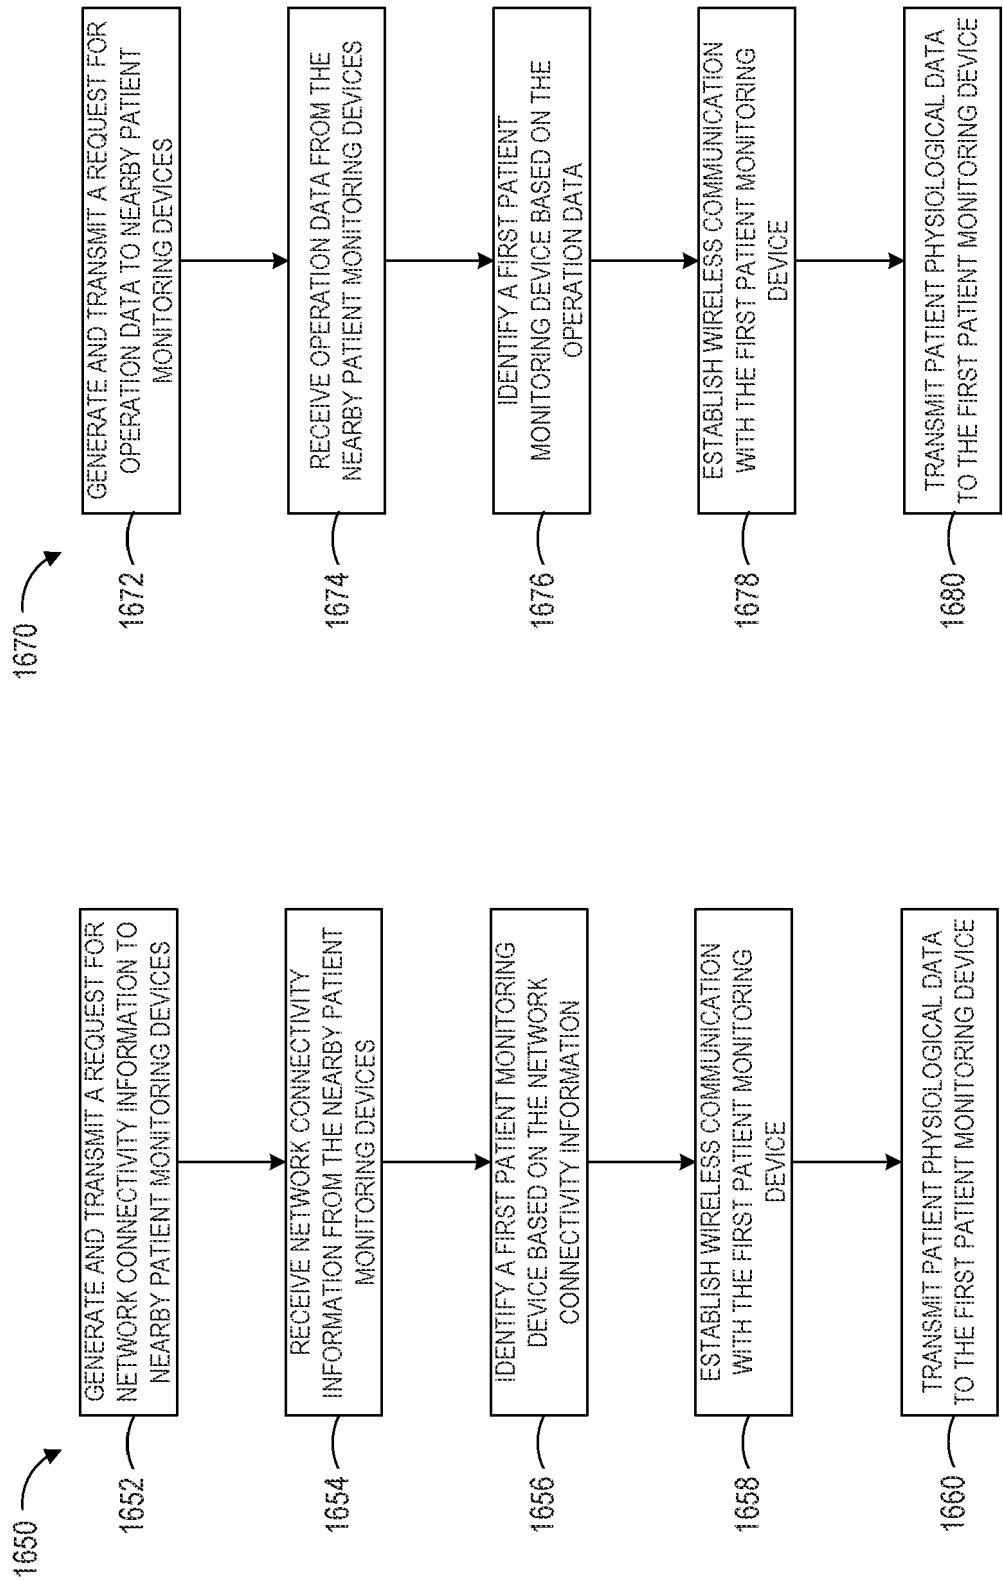 1650
1652
GENERATE AND TRANSMIT A REQUEST FOR
NETWORK CONNECTIVITY INFORMATION TO
NEARBY PATIENT MONITORING DEVICES
1654
RECEIVE NETWORK CONNECTIVITY
INFORMATION FROM THE NEARBY PATIENT
MONITORING DEVICES
1656
IDENTIFY A FIRST PATIENT MONITORING
DEVICE BASED ON THE NETWORK
CONNECTIVITY INFORMATION
1658
ESTABLISH WIRELESS COMMUNICATION
WITH THE FIRST PATIENT MONITORING
DEVICE
1660
TRANSMIT PATIENT PHYSIOLOGICAL DATA
TO THE FIRST PATIENT MONITORING DEVICE
1670
1672
GENERATE AND TRANSMIT A REQUEST FOR
OPERATION DATA TO NEARBY PATIENT
MONITORING DEVICES
1674
RECEIVE OPERATION DATA FROM THE
NEARBY PATIENT MONITORING DEVICES
1676
IDENTIFY A FIRST PATIENT
MONITORING DEVICE BASED ON THE
OPERATION DATA
1678
ESTABLISH WIRELESS COMMUNICATION
WITH THE FIRST PATIENT MONITORING
DEVICE
1680
TRANSMIT PATIENT PHYSIOLOGICAL DATA
TO THE FIRST PATIENT MONITORING DEVICE